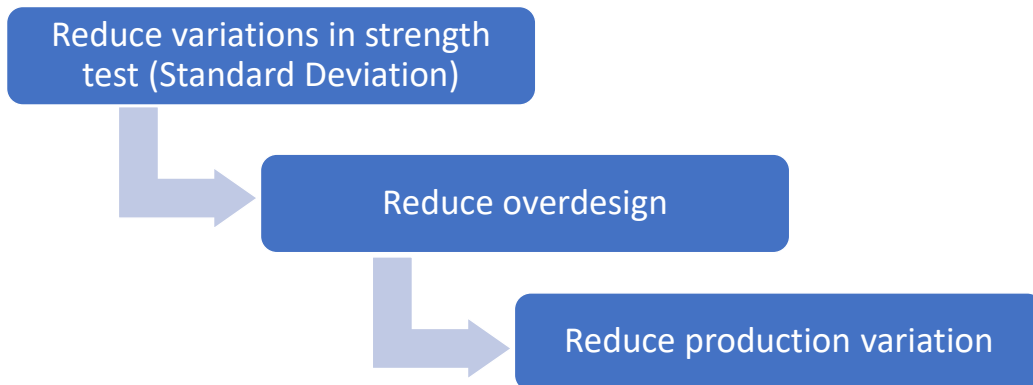 Reduce variations in strength
test (Standard Deviation)
Reduce overdesign
Reduce production variation